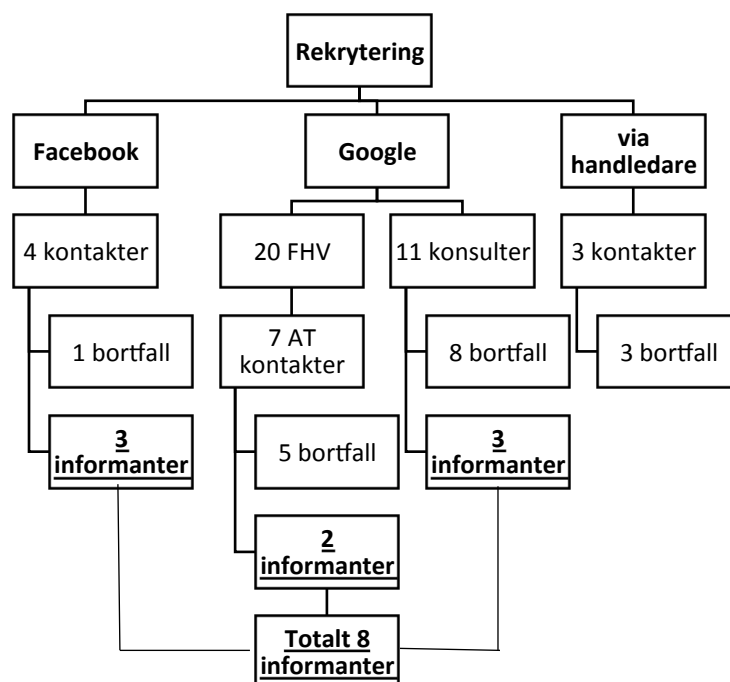 Rekrytering
Facebook
Google
via
handledare
4 kontakter
20 FHV
11 konsulter
3 kontakter
1 bortfall
7 AT
kontakter
8 bortfall
3 bortfall
3
informanter
5 bortfall
3
informanter
2
informanter
Totalt 8
informanter